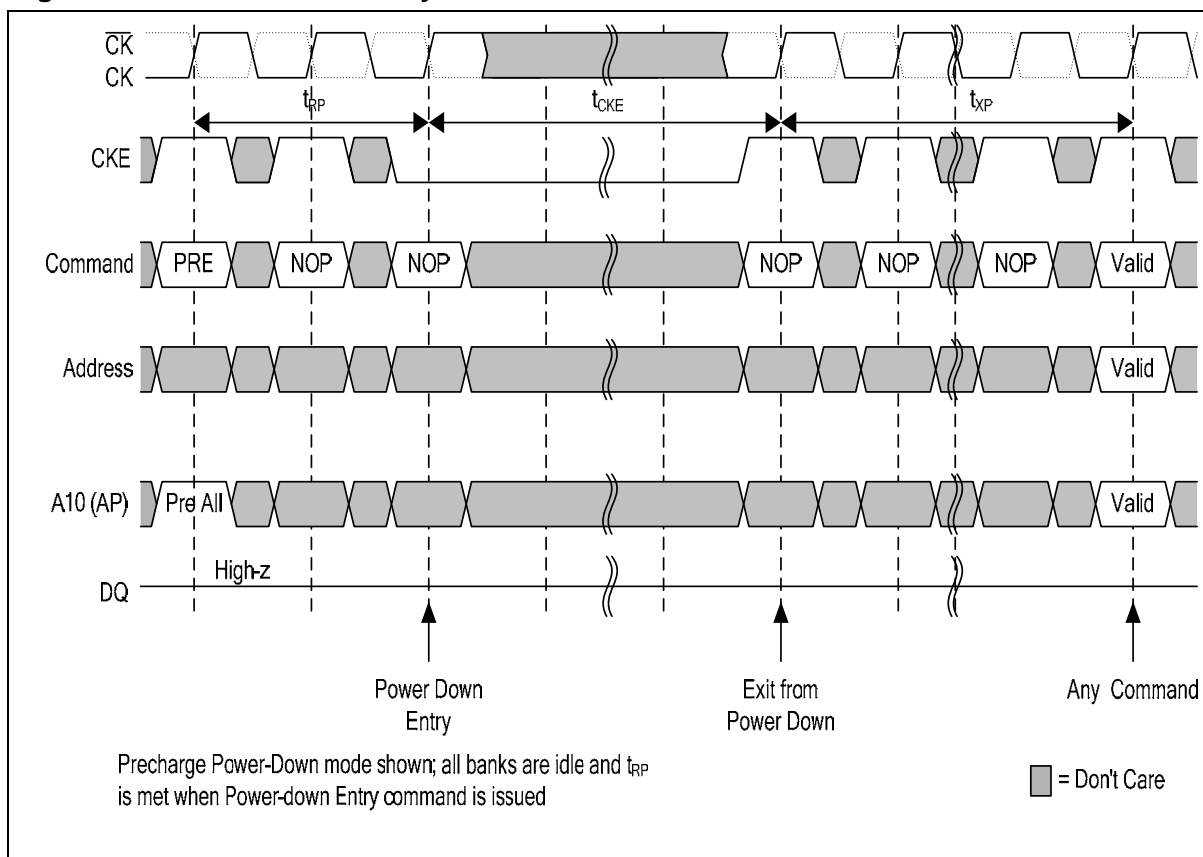 CK
CK
tRP
tCKE
tXP
CKE
Command
PRE
NOP
NOP
NOP
NOP
NOP
Valid
Address
Valid
A10 (AP)
Pre All
Valid
High-z
DQ
Power Down
Entry
Exit from
Power Down
Any Command
Precharge Power-Down mode shown; all banks are idle and tRP
is met when Power-down Entry command is issued
= Don't Care